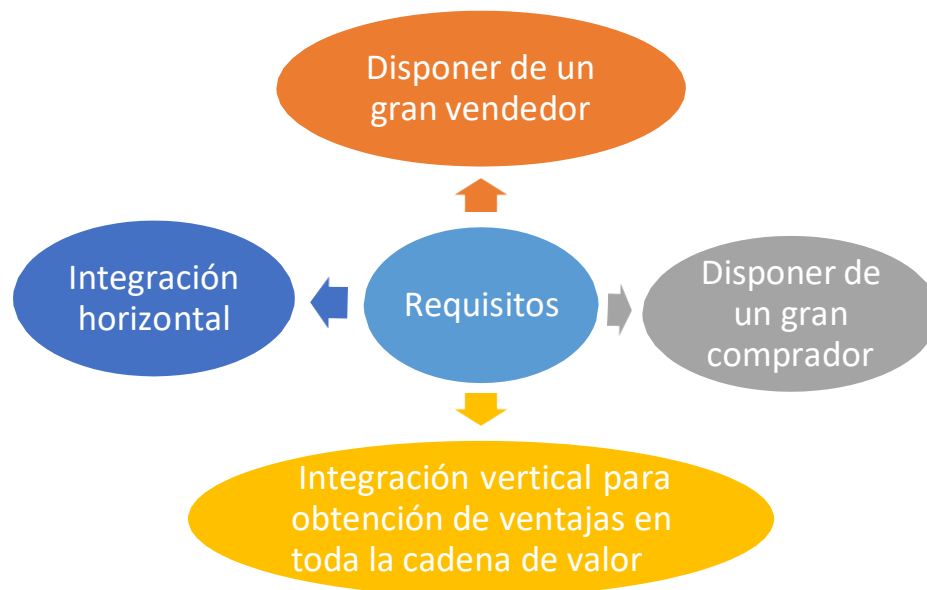 Disponer de un
gran vendedor
Integración
horizontal
Requisitos
Disponer de
un gran
comprador
Integración vertical para
obtención de ventajas en
toda la cadena de valor